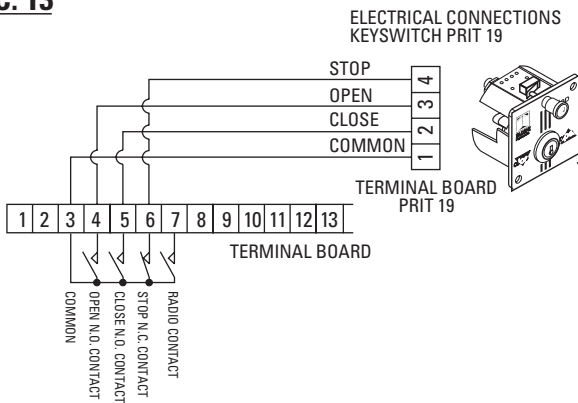 C. 13
ELECTRICAL CONNECTIONS
KEYSWITCH PRIT 19
STOP
OPEN
CLOSE
COMMON
4
3
2
1
TERMINAL BOARD
PRIT 19
1 2 3 4 5 6 7 8 9 10 11 12 13
TERMINAL BOARD
COMMON
OPEN N.O. CONTACT
CLOSE N.O. CONTACT
STOP N.C. CONTACT
RADIO CONTACT